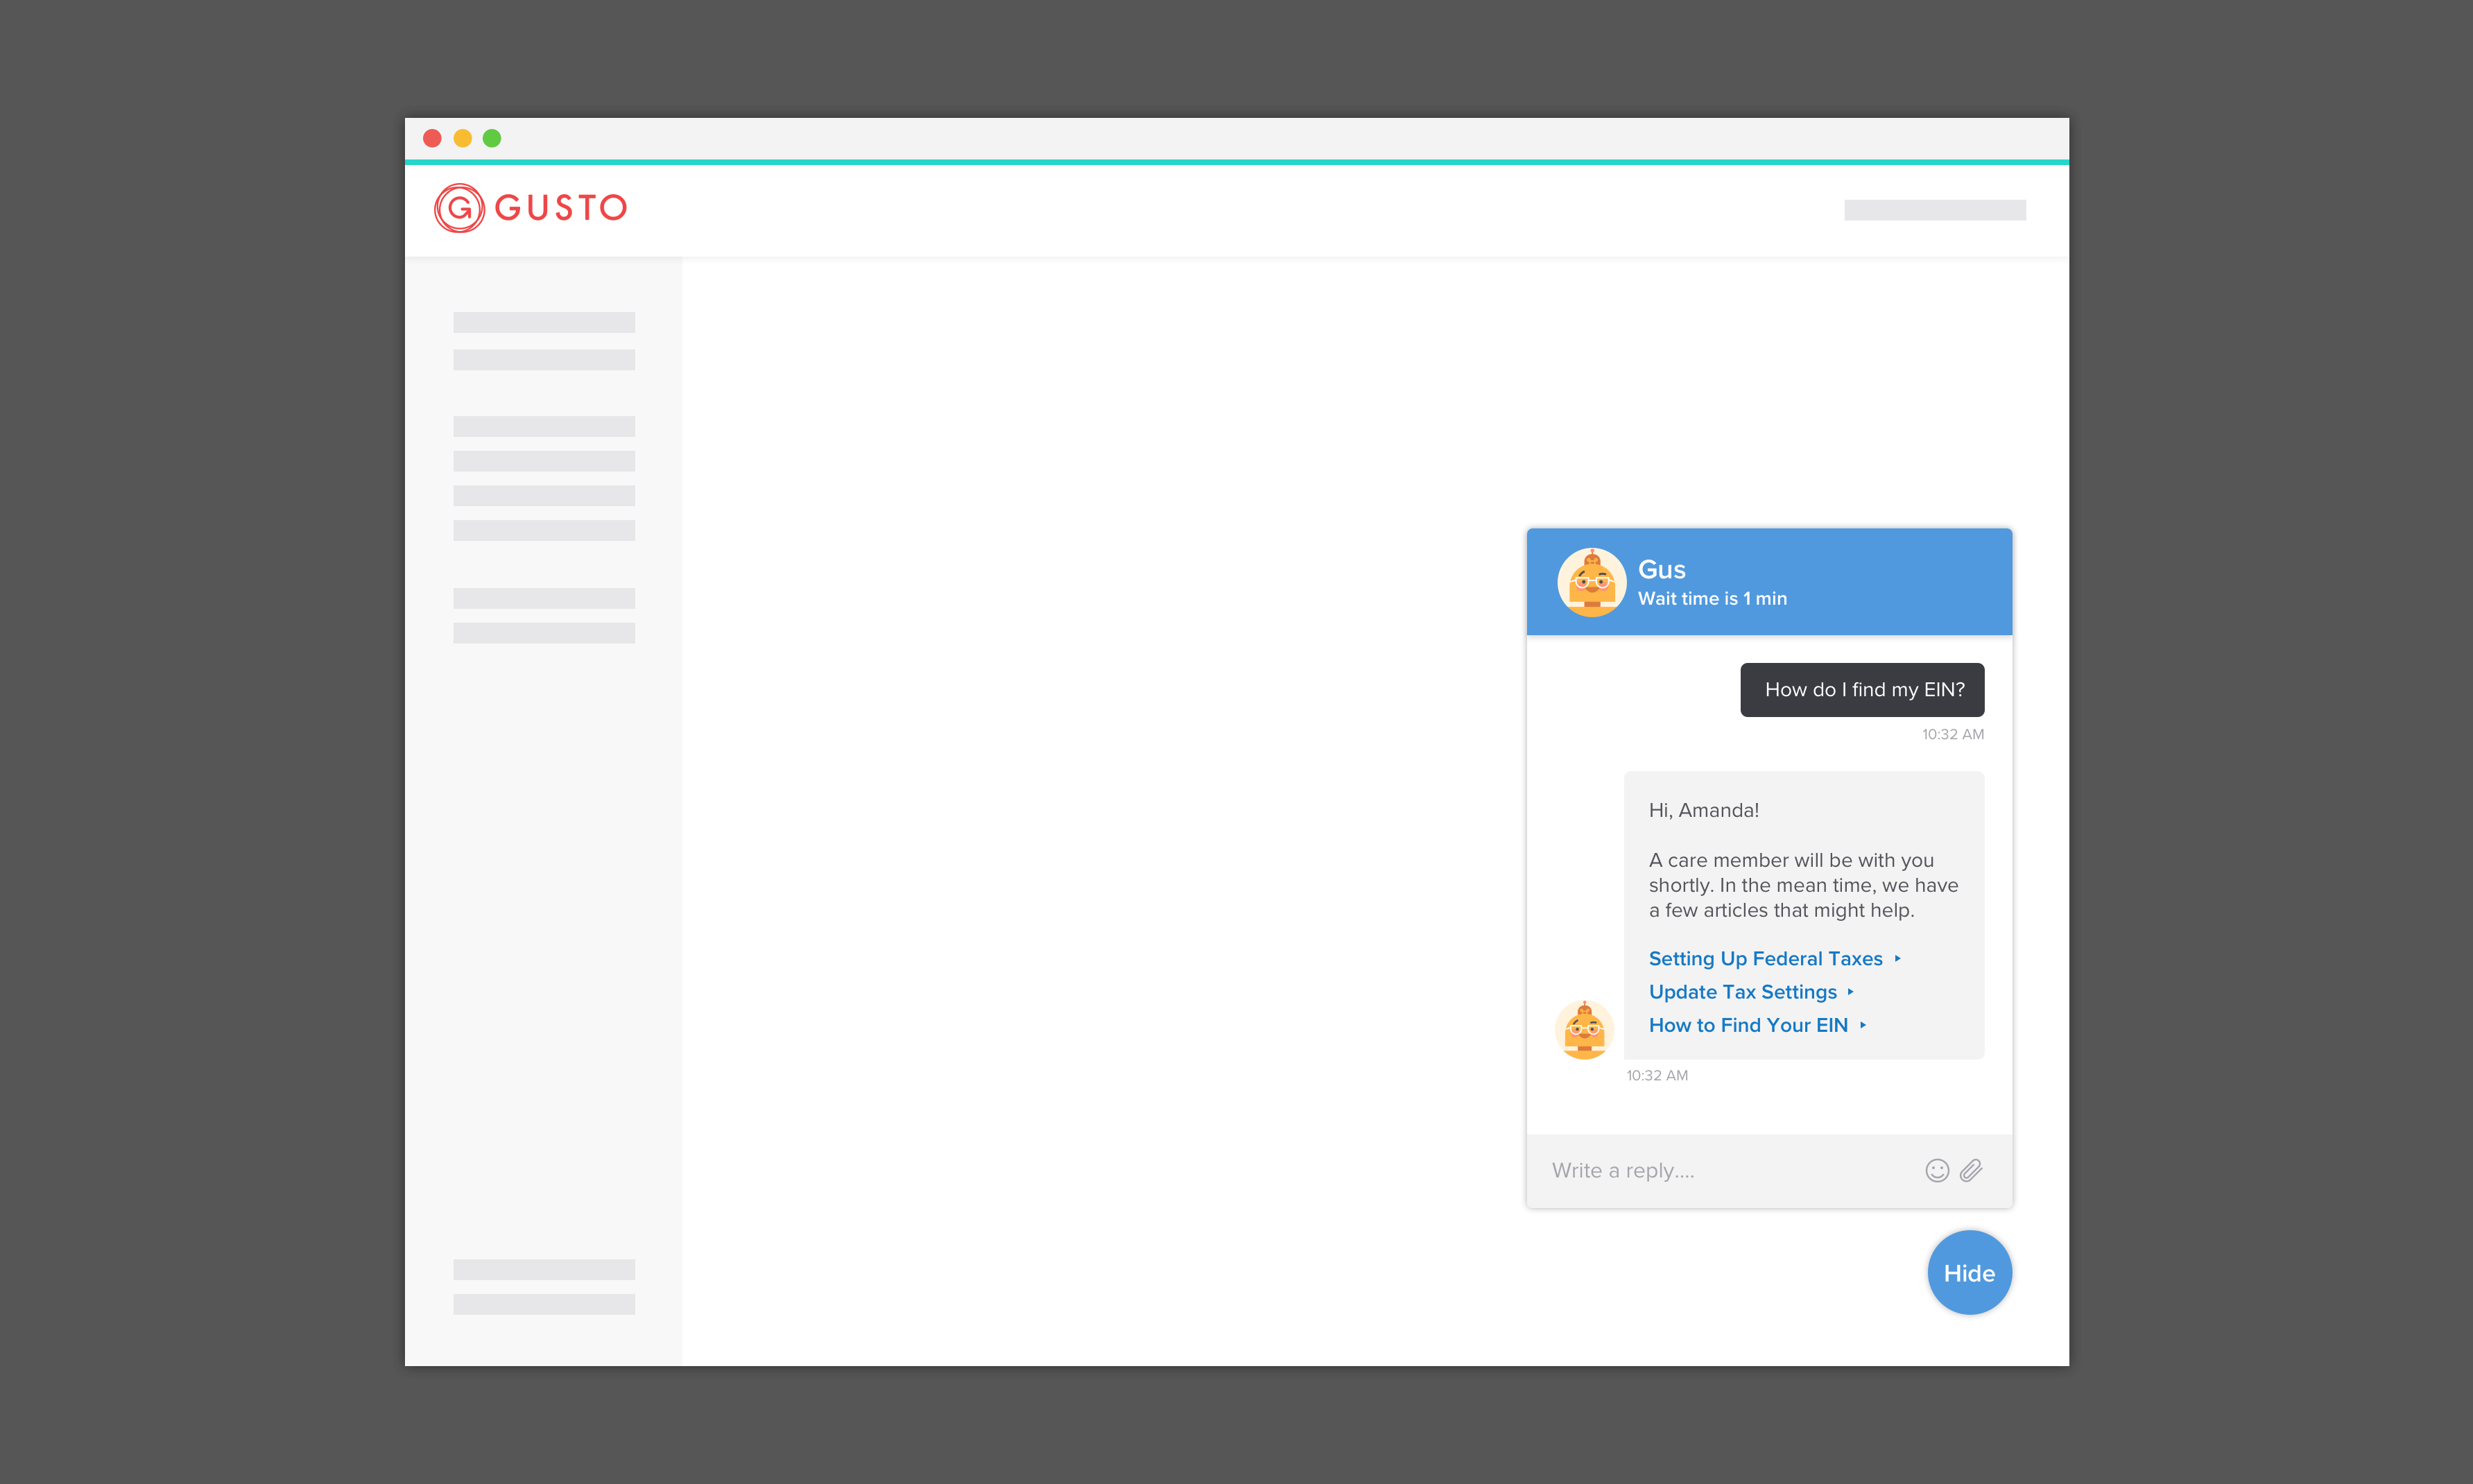 GUSTO
Gus
Wait time is 1 min
How do I find my EIN?
10:32 AM
Hi, Amanda!
A care member will be with you
shortly. In the mean time, we have
a few articles that might help.
Setting Up Federal Taxes
Update Tax Settings
How to Find Your EIN
10:32 AM
Write a reply....
Hide